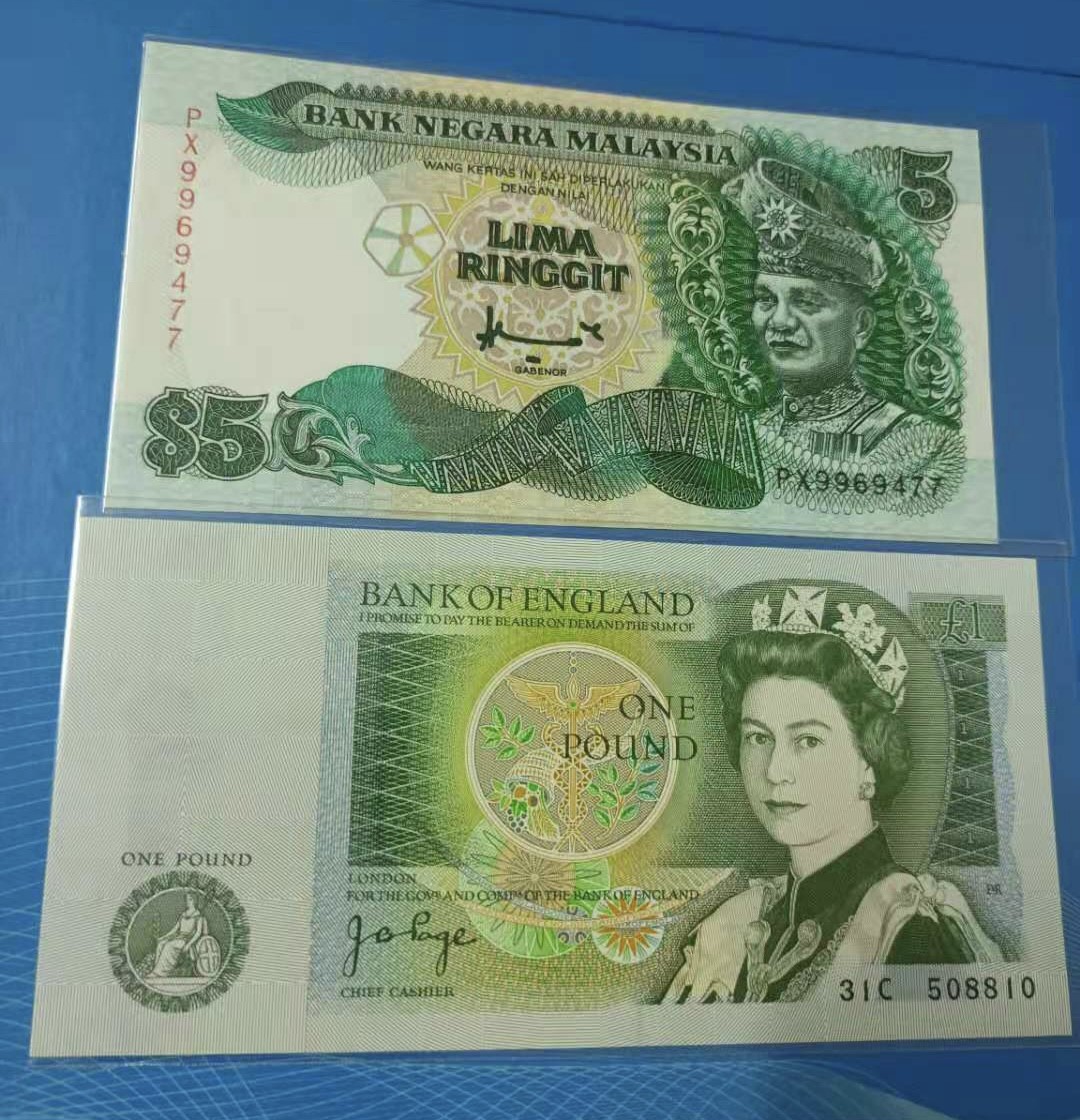 PX9969477
BANK NEGARA MALAYSIA
5
WANG KERTAS INI SAH DIPERLAKUKAN
DENGAN NILAI
LIMA
RINGGIT
GABENOR
$5
PX9969477
BANK OF ENGLAND
£1
I PROMISE TO PAY THE BEARER ON DEMAND THE SUM OF
ONE
POUND
ONE POUND
LONDON
FOR THE GOVR AND COMPA OF THE BANK OF ENGLAND
J B Page
CHIEF CASHIER
31C 508810